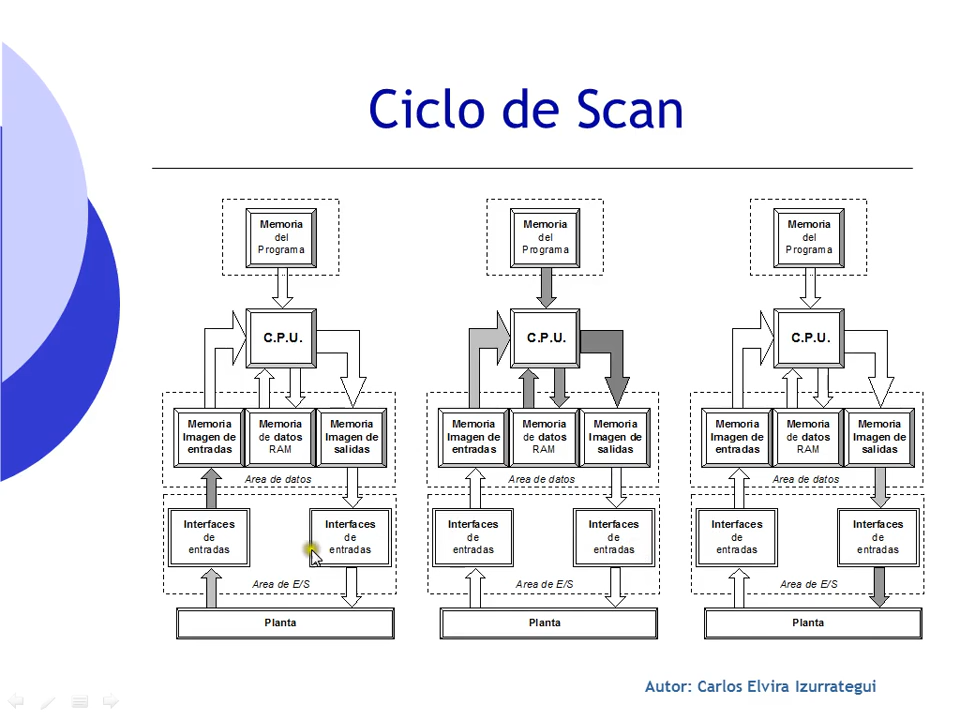 Ciclo de Scan
Memoria
del
Programa
C.P.U.
Memoria
Imagen de
entradas
Memoria
de datos
RAM
Memoria
Imagen de
salidas
Area de datos
Interfaces
de
entradas
Interfaces
de
entradas
Area de E/S
Planta
Memoria
del
Programa
C.P.U.
Memoria
Imagen de
entradas
Memoria
de datos
RAM
Memoria
Imagen de
salidas
Area de datos
Interfaces
de
entradas
Interfaces
de
entradas
Area de E/S
Planta
Memoria
del
Programa
C.P.U.
Memoria
Imagen de
entradas
Memoria
de datos
RAM
Memoria
Imagen de
salidas
Area de datos
Interfaces
de
entradas
Interfaces
de
entradas
Area de E/S
Planta
Autor: Carlos Elvira Izurrategui